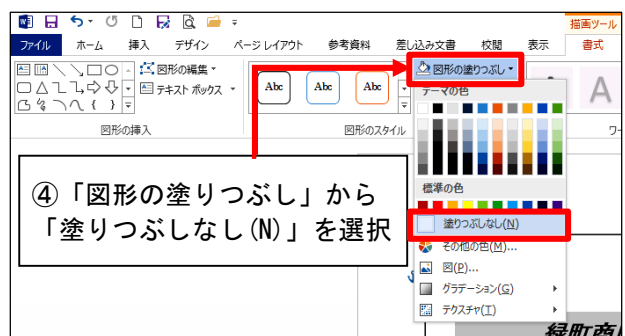 描画ツール
ファイル ホーム 挿入 デザイン ページ レイアウト 参考資料 差し込み文書 校閲 表示 書式
図形の編集
テキスト ボックス
Abc Abc Abc
図形の塗りつぶし
A
図形の挿入
図形のスタイル
ワー
テーマの色
標準の色
塗りつぶしなし(N)
その他の色(M)...
図(P)...
グラデーション(G)
テクスチャ(T)
④「図形の塗りつぶし」から
「塗りつぶしなし(N)」を選択
緑町商